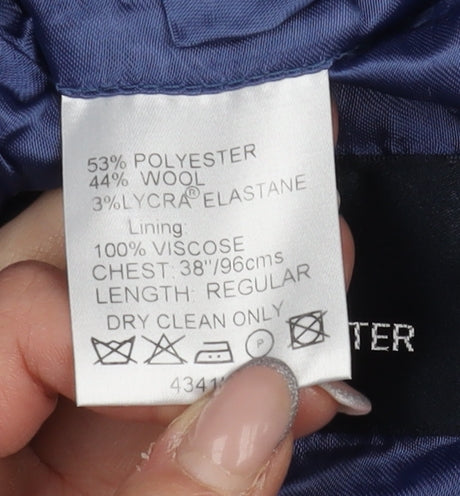 53% POLYESTER
44% WOOL
3%LYCRA® ELASTANE
Lining:
100% VISCOSE
CHEST: 38"/96cms
LENGTH: REGULAR
DRY CLEAN ONLY
P
TER